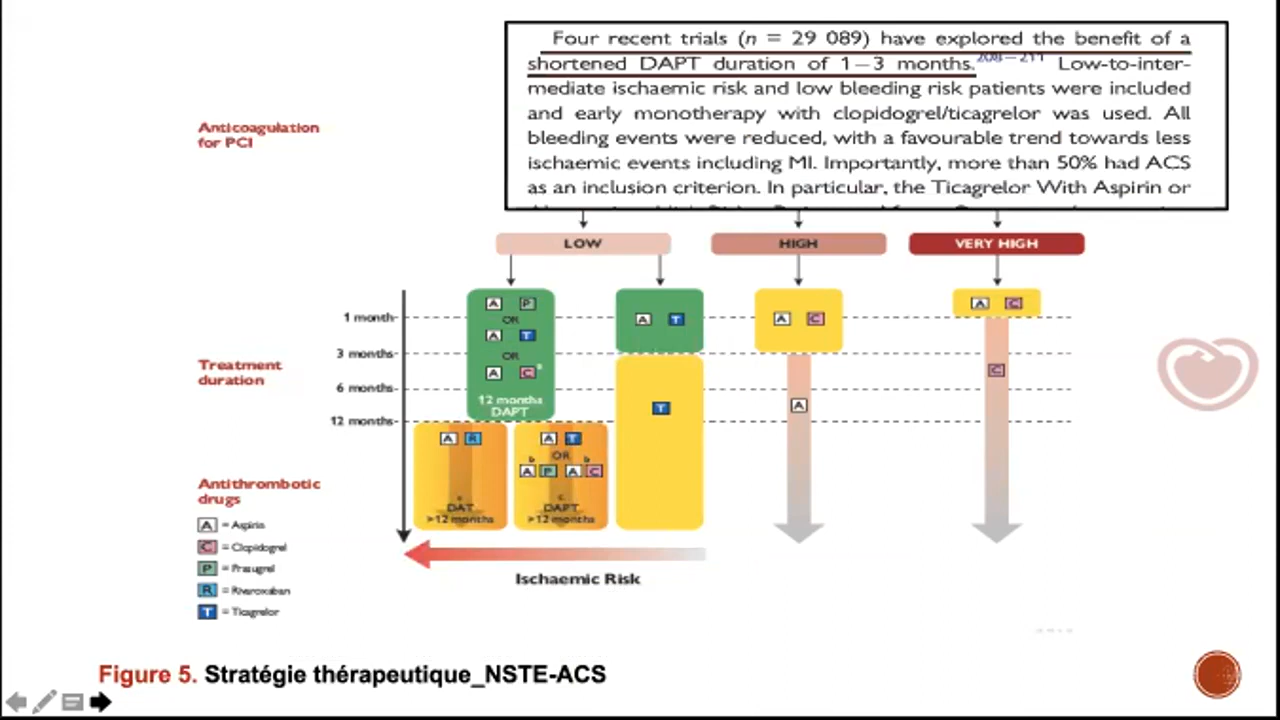 Four recent trials (n = 29 089) have explored the benefit of a
shortened DAPT duration of 1–3 months.208–211 Low-to-inter-
mediate ischaemic risk and low bleeding risk patients were included
and early monotherapy with clopidogrel/ticagrelor was used. All
bleeding events were reduced, with a favourable trend towards less
ischaemic events including MI. Importantly, more than 50% had ACS
as an inclusion criterion. In particular, the Ticagrelor With Aspirin or
Anticoagulation
for PCI
LOW
HIGH
VERY HIGH
Treatment
duration
1 month
3 months
6 months
12 months
A P
OR
A T
OR
A C
12 months
DAPT
A T
T
A C
A
A C
C
A R
DAT
>12 months
A T
OR
b b
A P A C
c
DAPT
>12 months
Ischaemic Risk
Antithrombotic
drugs
A = Aspirin
C = Clopidogrel
P = Prasugrel
R = Rivaroxaban
T = Ticagrelor
Figure 5. Stratégie thérapeutique_NSTE-ACS